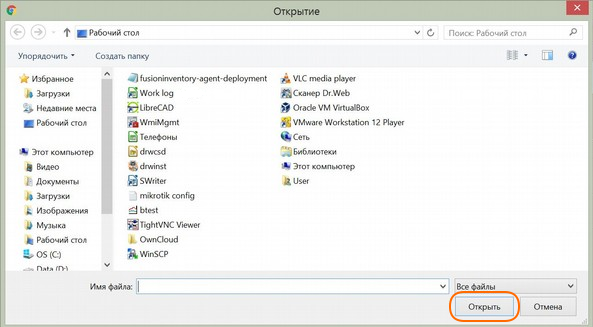 Открытие
Рабочий стол
Поиск: Рабочий стол
Упорядочить
Создать папку
Избранное
Загрузки
Недавние места
Рабочий стол
Этот компьютер
Видео
Документы
Загрузки
Изображения
Музыка
Рабочий стол
OS (C:)
Data (D:)
fusioninventory-agent-deployment
Work log
LibreCAD
WmiMgmt
Телефоны
drwcsd
drwinst
SWriter
mikrotik config
btest
TightVNC Viewer
OwnCloud
WinSCP
VLC media player
Сканер Dr.Web
Oracle VM VirtualBox
VMware Workstation 12 Player
Сеть
Библиотеки
Этот компьютер
User
Имя файла:
Все файлы
Открыть
Отмена